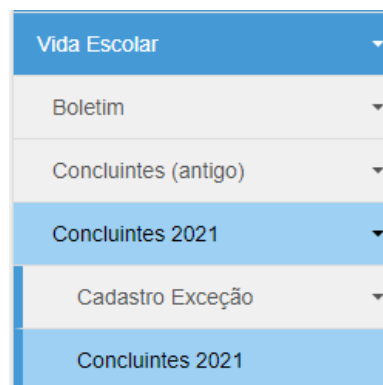 Vida Escolar
Boletim
Concluintes (antigo)
Concluintes 2021
Cadastro Exceção
Concluintes 2021